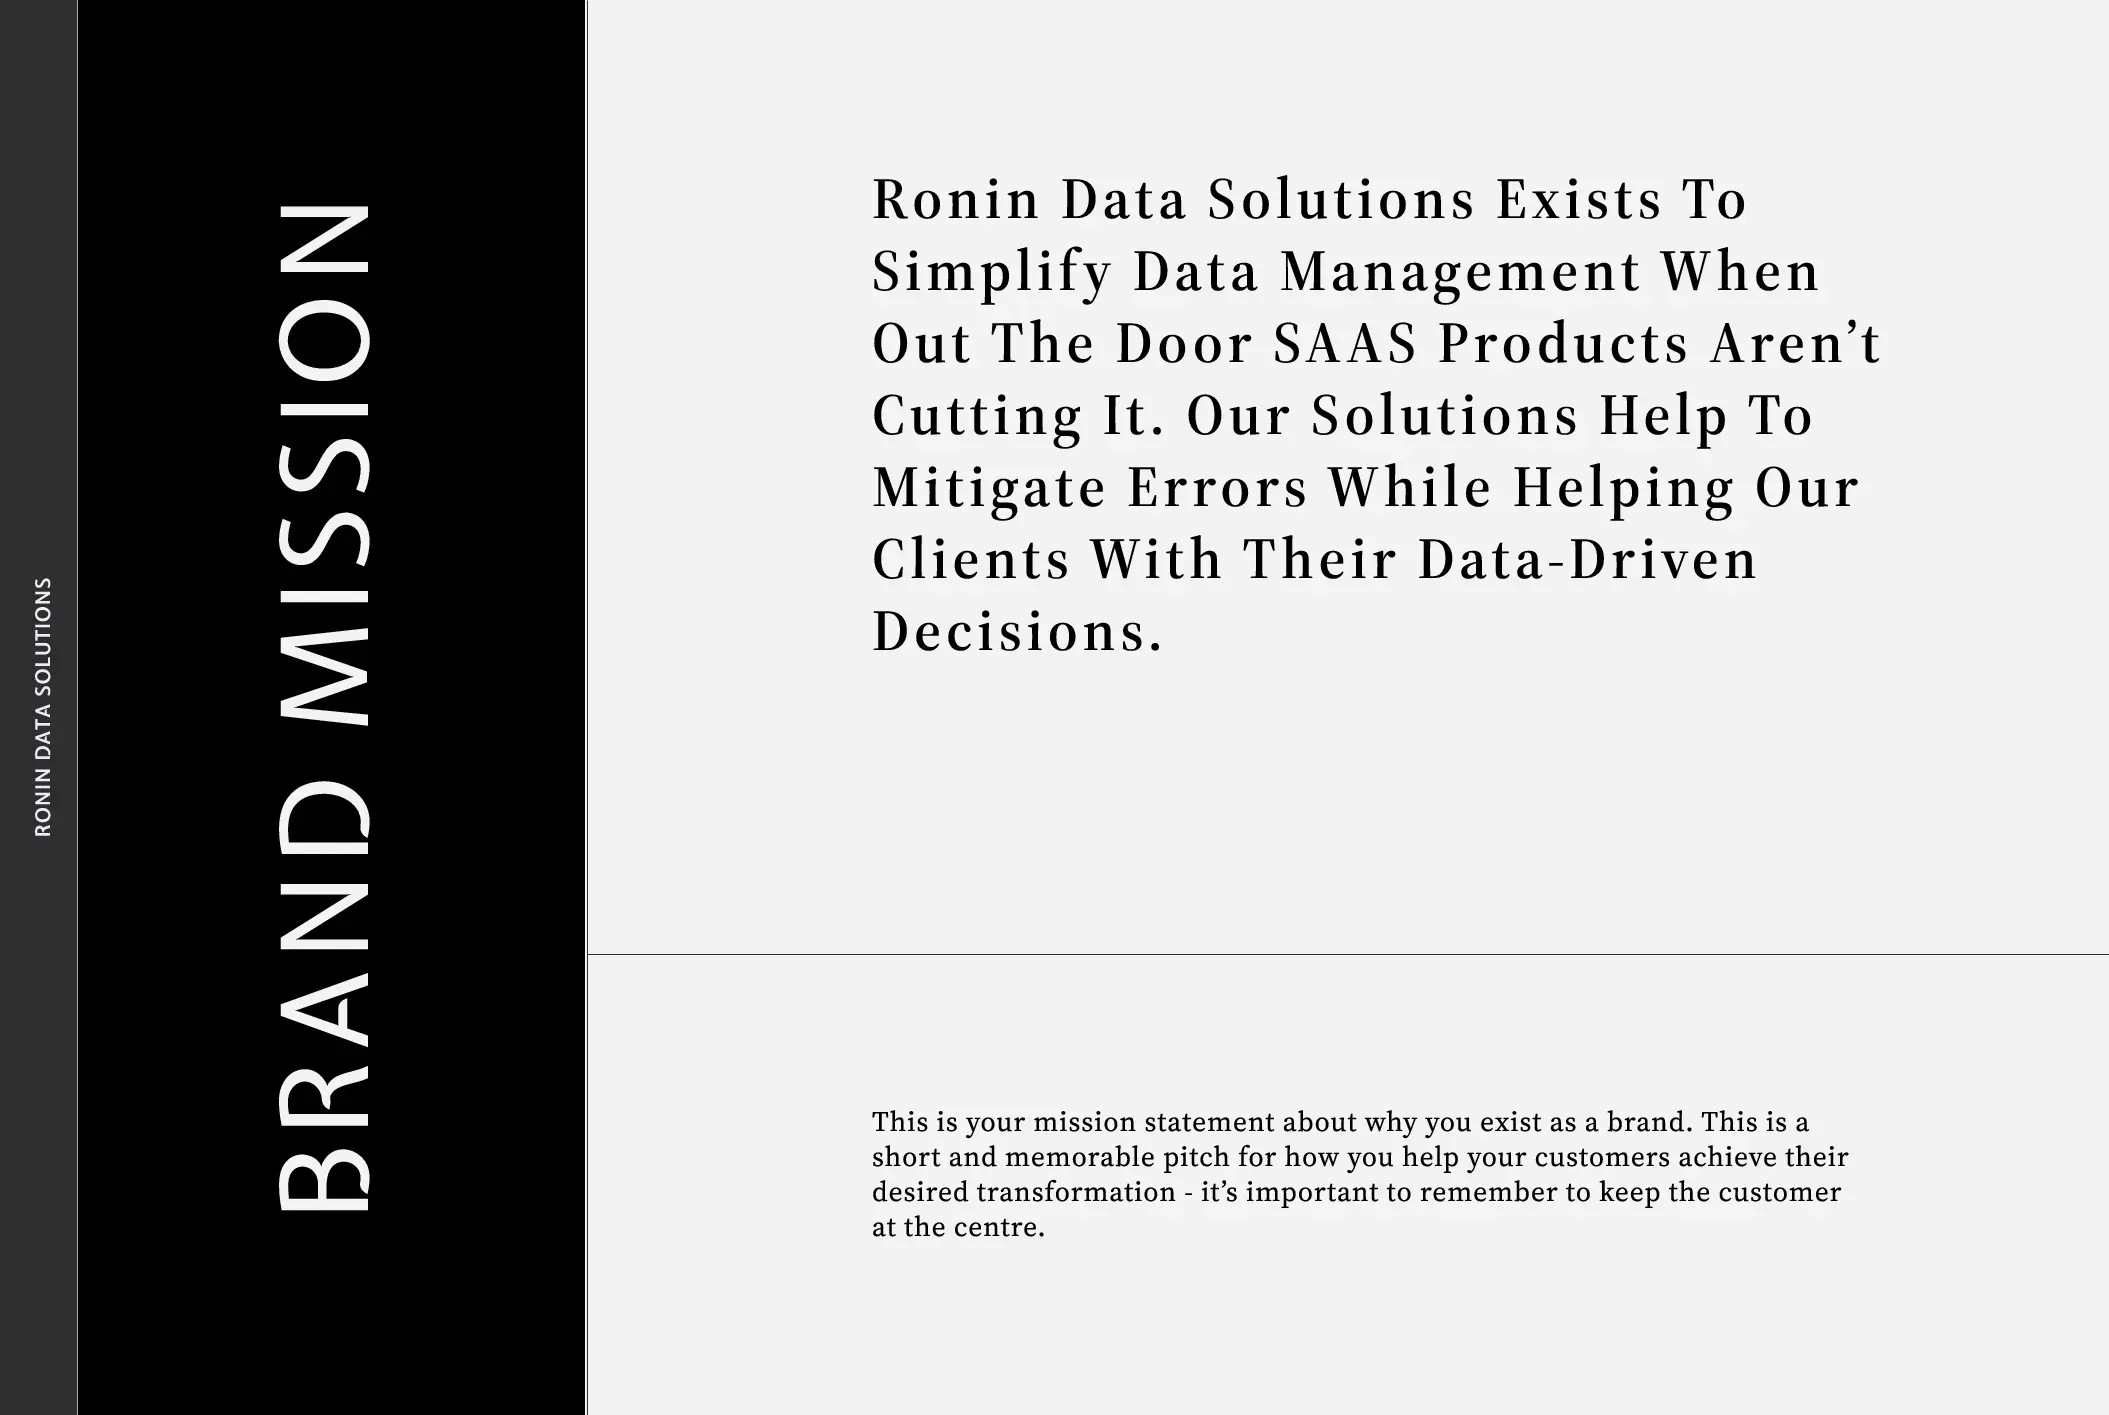 RONIN DATA SOLUTIONS
BRAND MISSION
Ronin Data Solutions Exists To
Simplify Data Management When
Out The Door SAAS Products Aren’t
Cutting It. Our Solutions Help To
Mitigate Errors While Helping Our
Clients With Their Data-Driven
Decisions.
This is your mission statement about why you exist as a brand. This is a
short and memorable pitch for how you help your customers achieve their
desired transformation - it’s important to remember to keep the customer
at the centre.